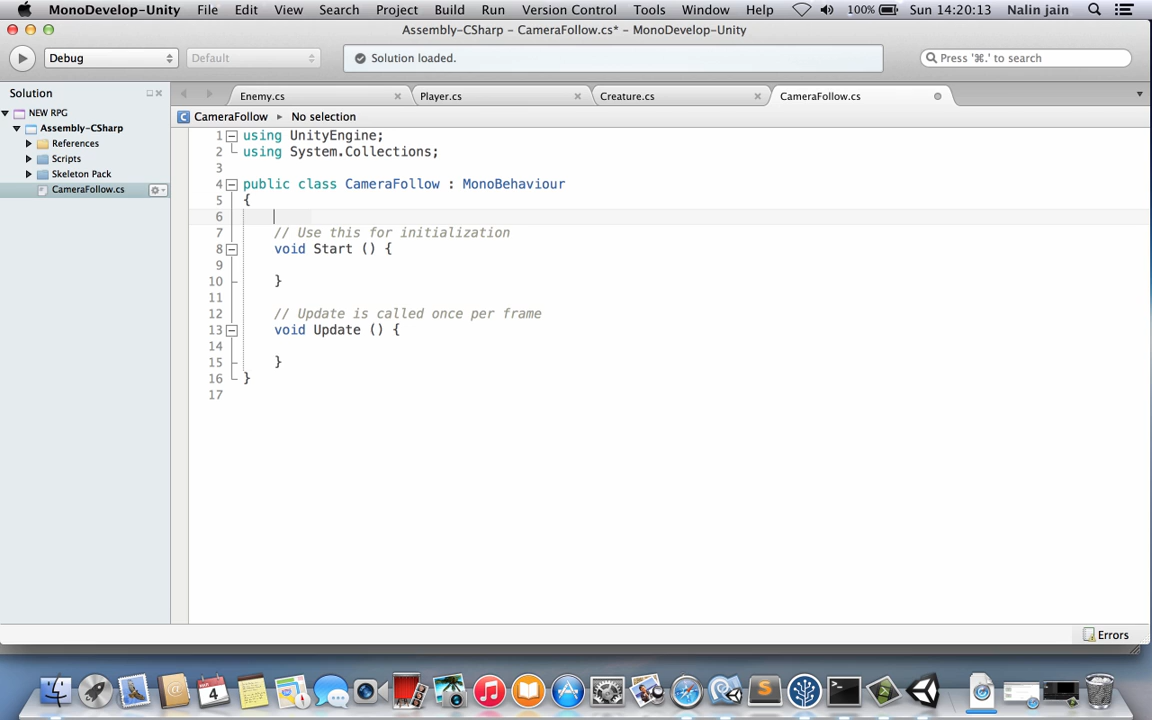 MonoDevelop-Unity File Edit View Search Project Build Run Version Control Tools Window Help 100% Sun 14:20:13 Nalin jain
Assembly-CSharp – CameraFollow.cs* – MonoDevelop-Unity
Debug Default Solution loaded. Press '⌘.' to search
Solution
Enemy.cs Player.cs Creature.cs CameraFollow.cs
NEW RPG
Assembly-CSharp
References
Scripts
Skeleton Pack
CameraFollow.cs
CameraFollow ▸ No selection
1 using UnityEngine;
2 using System.Collections;
3
4 public class CameraFollow : MonoBehaviour
5 {
6
7 // Use this for initialization
8 void Start () {
9
10 }
11
12 // Update is called once per frame
13 void Update () {
14
15 }
16 }
17
Errors
4